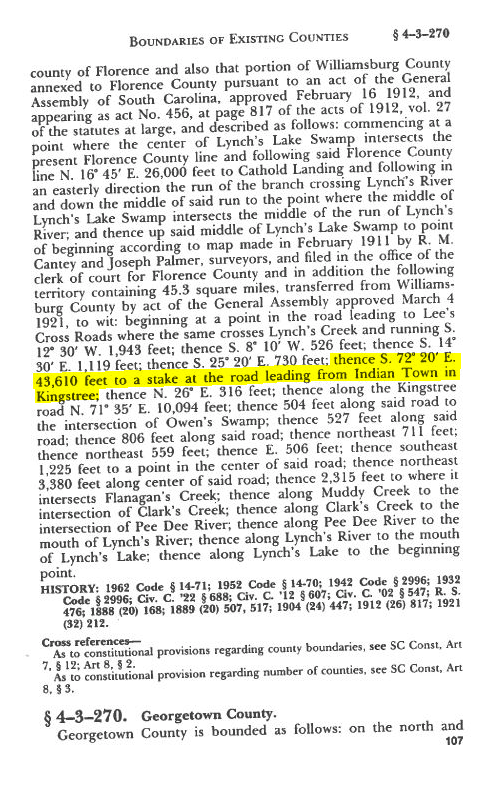 BOUNDARIES OF EXISTING COUNTIES § 4–3–270
county of Florence and also that portion of Williamsburg County
annexed to Florence County pursuant to an act of the General
Assembly of South Carolina, approved February 16 1912, and
appearing as act No. 456, at page 817 of the acts of 1912, vol. 27
of the statutes at large, and described as follows: commencing at a
point where the center of Lynch's Lake Swamp intersects the
present Florence County line and following said Florence County
line N. 16° 45′ E. 26,000 feet to Cathold Landing and following in
an easterly direction the run of the branch crossing Lynch's River
and down the middle of said run to the point where the middle of
Lynch's Lake Swamp intersects the middle of the run of Lynch's
River; and thence up said middle of Lynch's Lake Swamp to point
of beginning according to map made in February 1911 by R. M.
Cantey and Joseph Palmer, surveyors, and filed in the office of the
clerk of court for Florence County and in addition the following
territory containing 45.3 square miles, transferred from Williams-
burg County by act of the General Assembly approved March 4
1921, to wit: beginning at a point in the road leading to Lee's
Cross Roads where the same crosses Lynch's Creek and running S.
12° 30′ W. 1,943 feet; thence S. 8° 10′ W. 526 feet; thence S. 14°
30′ E. 1,119 feet; thence S. 25° 20′ E. 730 feet; thence S. 72° 20′ E.
43,610 feet to a stake at the road leading from Indian Town in
Kingstree; thence N. 26° E. 316 feet; thence along the Kingstree
road N. 71° 35′ E. 10,094 feet; thence 504 feet along said road to
the intersection of Owen's Swamp; thence 527 feet along said
road; thence 806 feet along said road; thence northeast 711 feet;
thence northeast 559 feet; thence E. 506 feet; thence southeast
1,225 feet to a point in the center of said road; thence northeast
3,380 feet along center of said road; thence 2,315 feet to where it
intersects Flanagan's Creek; thence along Muddy Creek to the
intersection of Clark's Creek; thence along Clark's Creek to the
intersection of Pee Dee River; thence along Pee Dee River to the
mouth of Lynch's River; thence along Lynch's River to the mouth
of Lynch's Lake; thence along Lynch's Lake to the beginning
point.
HISTORY: 1962 Code § 14-71; 1952 Code § 14-70; 1942 Code § 2996; 1932
Code § 2996; Civ. C. '22 § 688; Civ. C. '12 § 607; Civ. C. '02 § 547; R. S.
476; 1888 (20) 168; 1889 (20) 507, 517; 1904 (24) 447; 1912 (26) 817; 1921
(32) 212.
Cross references—
As to constitutional provisions regarding county boundaries, see SC Const, Art
7, § 12; Art 8, § 2.
As to constitutional provision regarding number of counties, see SC Const, Art
8, § 3.
§ 4–3–270. Georgetown County.
Georgetown County is bounded as follows: on the north and
107